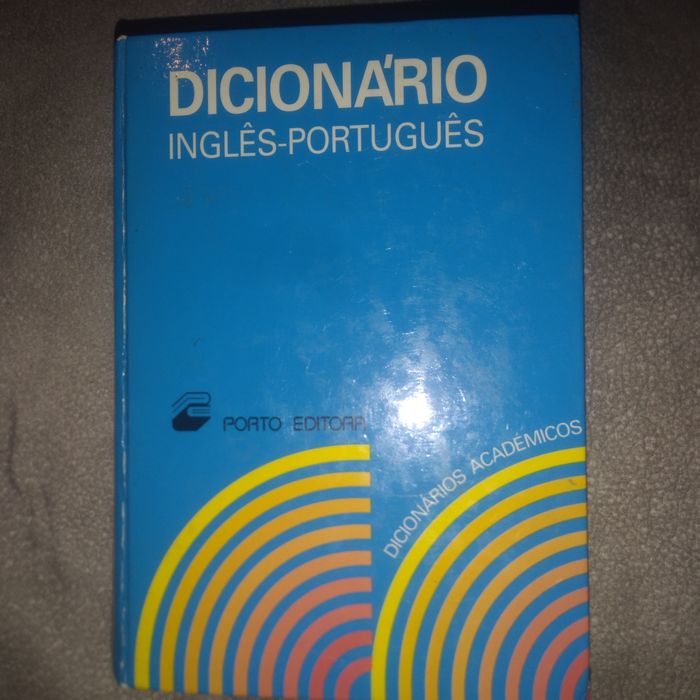 DICIONÁRIO
INGLÊS-PORTUGUÊS
PORTO EDITORA
DICIONÁRIOS ACADÉMICOS